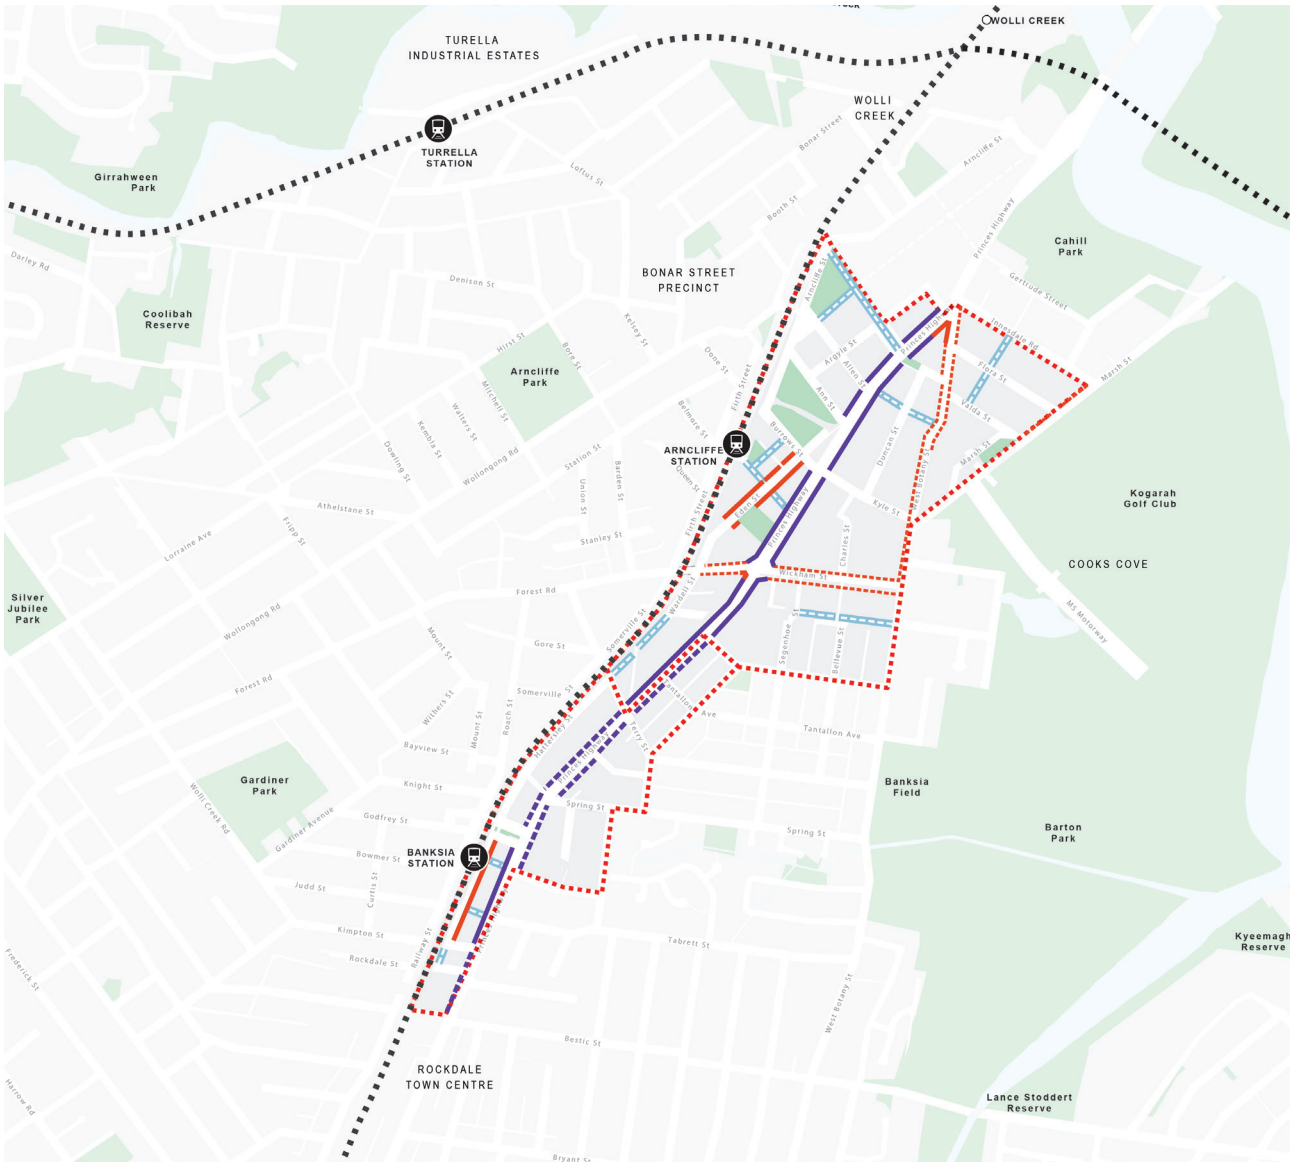 WOLLI CREEK
TURELLA
INDUSTRIAL ESTATES
WOLLI
CREEK
Bonar Street
Arncliffe St
TURRELLA
STATION
Loftus St
Girrahween
Park
Booth St
Princes Highway
Cahill
Park
Darley Rd
BONAR STREET
PRECINCT
Arncliffe St
Denison St
Gertrude Street
Coolibah
Reserve
Kelsey St
Hirst St
Bore St
Princes High
Innesdale Rd
Argyle St
Done St
Allen St
Flora St
Marsh St
Arncliffe
Park
Firth Street
Mitchell St
Ann St
Walters St
Belmore St
Valda St
Kembla St
Burrows St
Duncan St
Dowling St
Wollongong Rd
Station St
ARNCLIFFE
STATION
Marsh St
Barden St
Queen St
West Botany St
Union St
Eden St
Kogarah
Golf Club
Athelstane St
Kyle St
Princes Highway
Firth Street
Fripp St
Stanley St
Charles St
Lorraine Ave
COOKS COVE
Wickham St
Forest Rd
Wardell St
Silver
Jubilee
Park
M5 Motorway
Wollongong Rd
Somerville St
Segenhoe St
Bellevue St
Mount St
Gore St
Forest Rd
Withers St
Somerville St
Tantallon Ave
Roach St
Mount St
Hattersley St
Terry St
Tantallon Ave
Bayview St
Princes Highway
Gardiner
Park
Knight St
Banksia
Field
Wolli Creek Rd
Spring St
Gardiner Avenue
Godfrey St
Spring St
Barton
Park
BANKSIA
STATION
Bowmer St
Judd St
Curtis St
Kimpton St
Tabrett St
Kyeemagh
Reserve
Railway St
Rockdale St
Frederick St
West Botany St
Bestic St
ROCKDALE
TOWN CENTRE
Harrow Rd
Lance Stoddert
Reserve
Bryant St